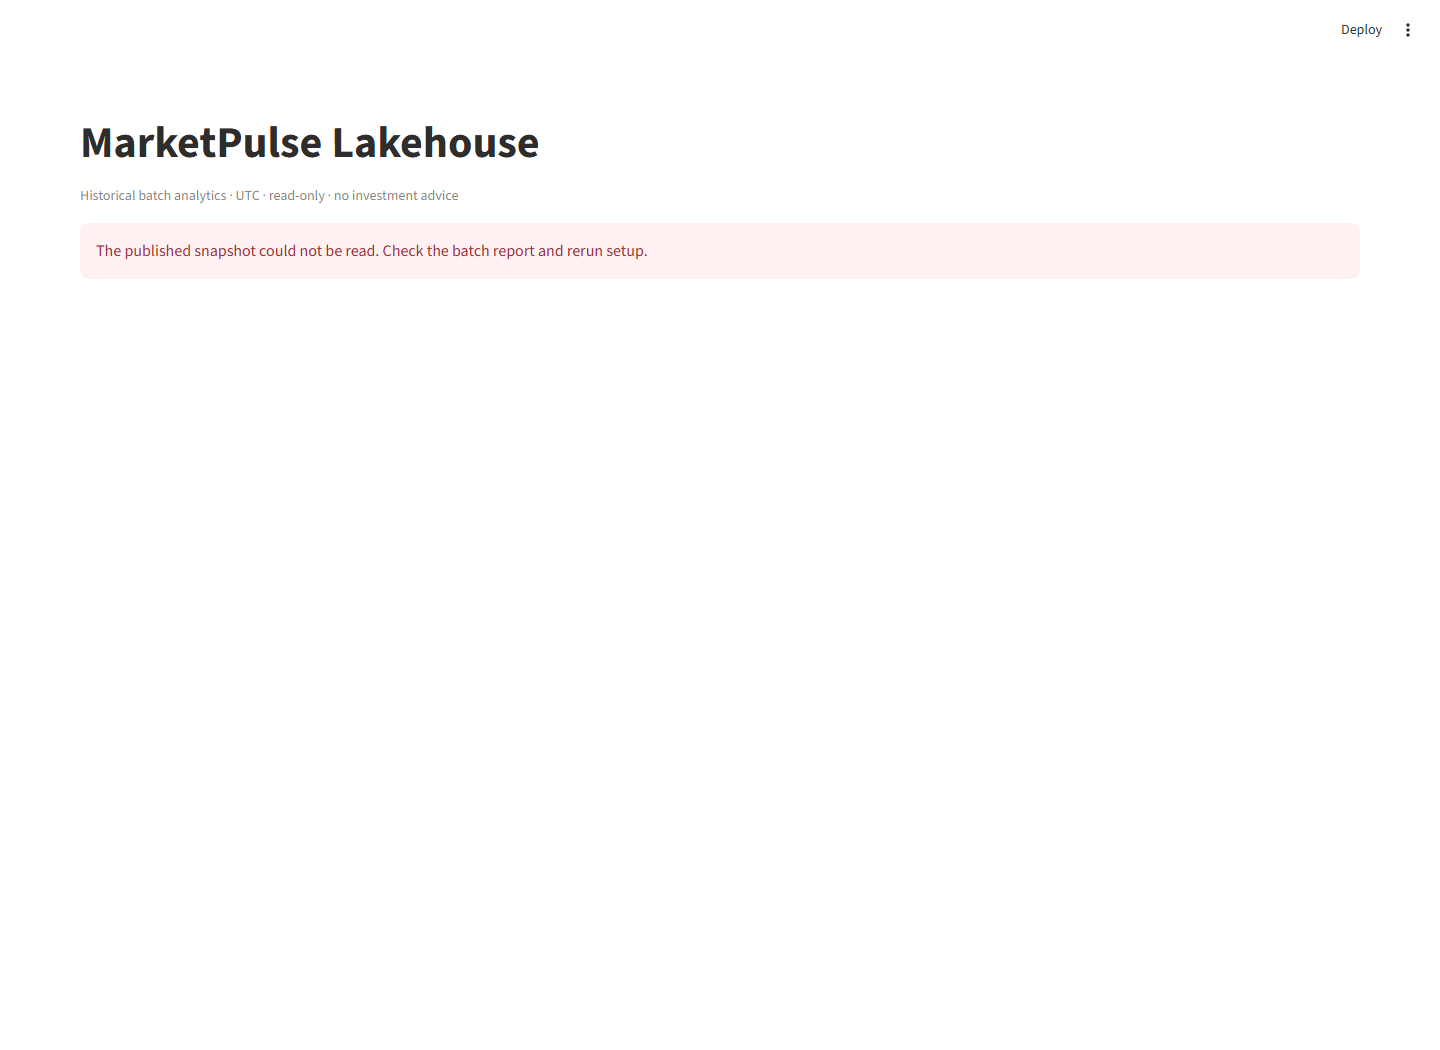 Deploy
MarketPulse Lakehouse
Historical batch analytics · UTC · read-only · no investment advice
The published snapshot could not be read. Check the batch report and rerun setup.